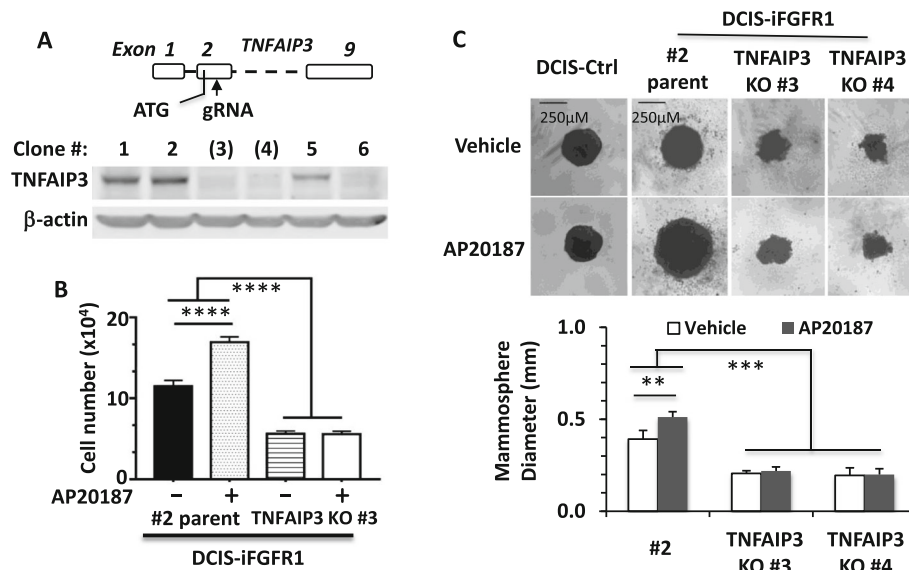 A
Exon 1 2 TNFAIP3 9
ATG gRNA
Clone #: 1 2 (3) (4) 5 6
TNFAIP3
β-actin
B
****
****
20
10
0
Cell number (x10⁴)
AP20187 – + – +
#2 parent TNFAIP3 KO #3
DCIS-iFGFR1
C
DCIS-iFGFR1
DCIS-Ctrl #2 parent TNFAIP3 KO #3 TNFAIP3 KO #4
250μM 250μM
Vehicle
AP20187
Vehicle AP20187
1.0
0.5
0.0
Mammosphere
Diameter (mm)
**
***
#2 TNFAIP3 KO #3 TNFAIP3 KO #4